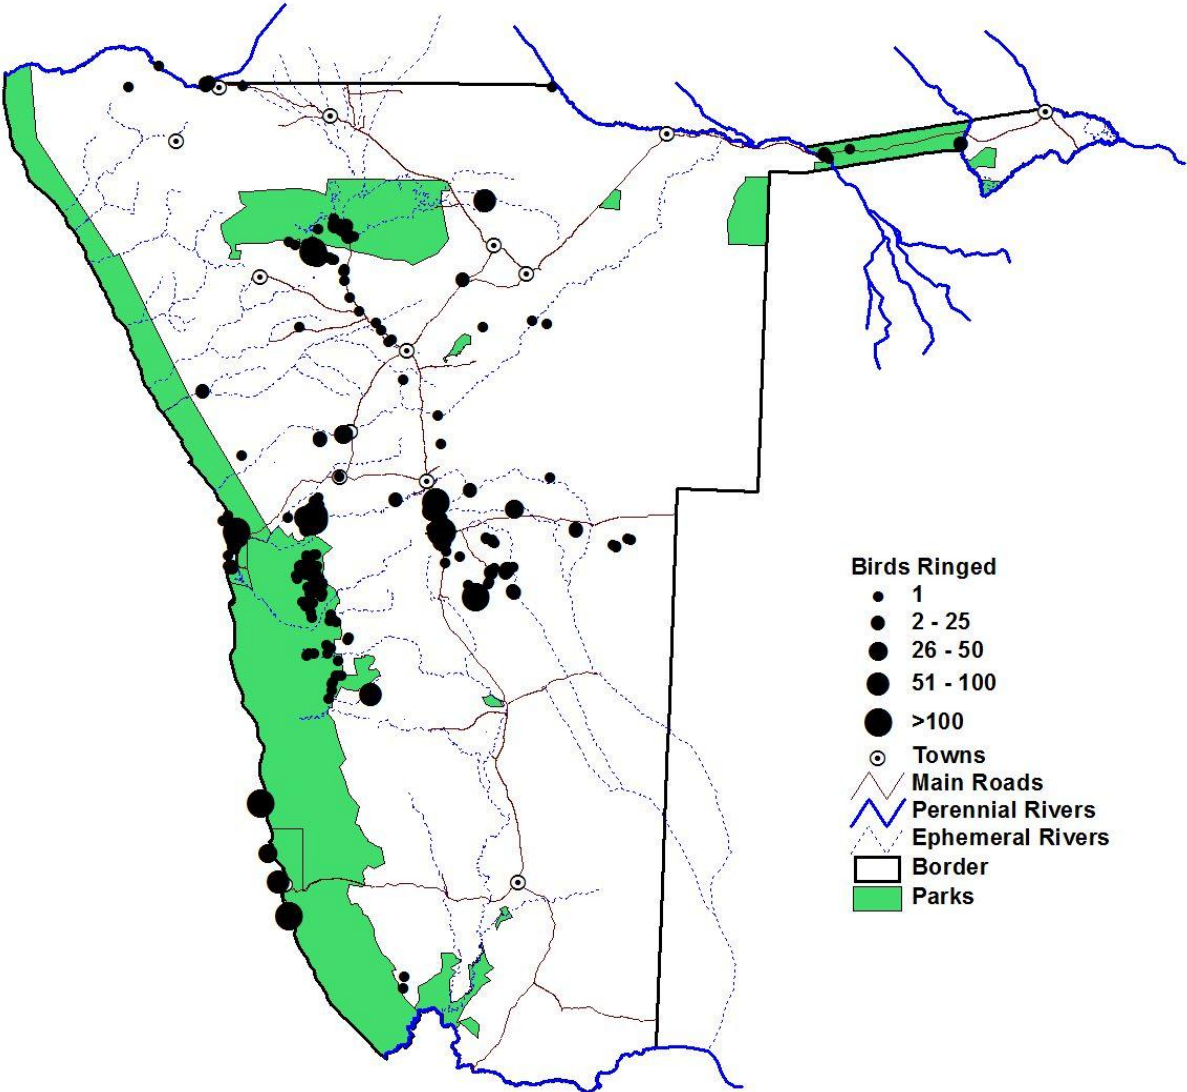 Birds Ringed
1
2 - 25
26 - 50
51 - 100
>100
Towns
Main Roads
Perennial Rivers
Ephemeral Rivers
Border
Parks